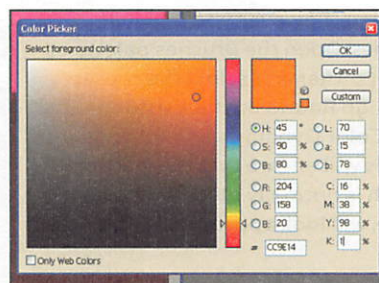 Color Picker
Select foreground color:
OK
Cancel
Custom
H: 45 °
L: 70
S: 90 %
a: 15
B: 80 %
b: 78
R: 204
C: 16 %
G: 158
M: 38 %
B: 20
Y: 98 %
# CC9E14
K: 1 %
Only Web Colors